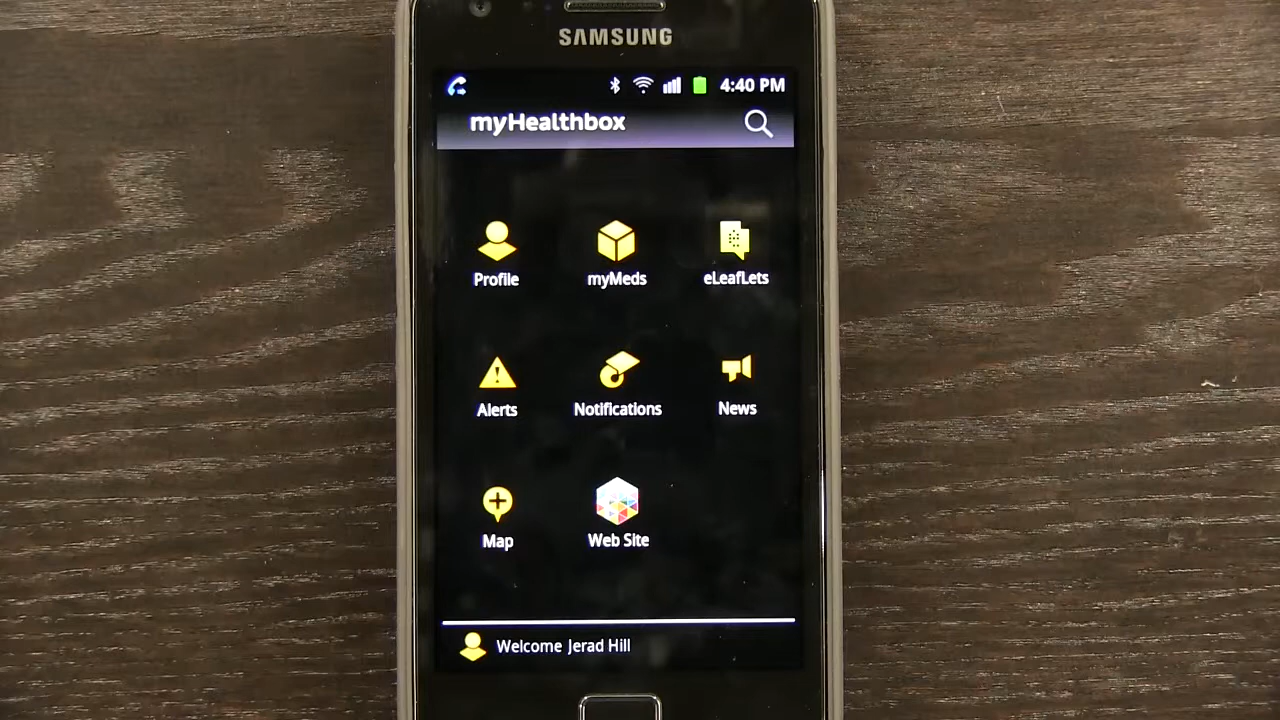 SAMSUNG
4:40 PM
myHealthbox
Profile
myMeds
eLeafLets
Alerts
Notifications
News
Map
Web Site
Welcome Jerad Hill